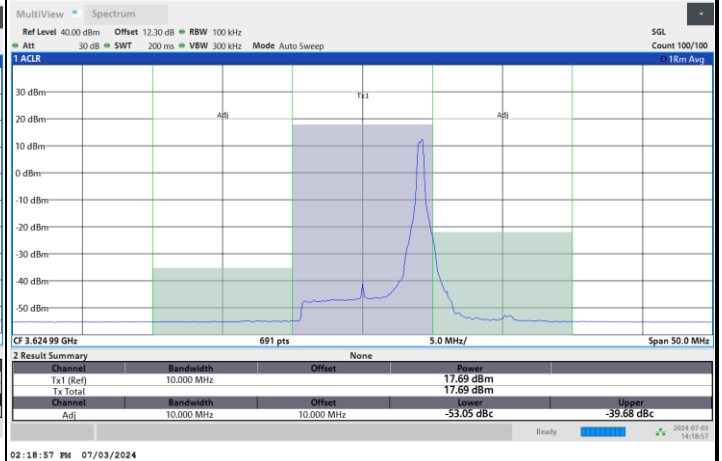 MultiView Spectrum
Ref Level 40.00 dBm Offset 12.30 dB RBW 100 kHz SGL
Att 30 dB SWT 200 ms VBW 300 kHz Mode Auto Sweep Count 100/100
1 ACLR 1Rm Avg
30 dBm
Tx1
20 dBm Adj Adj
10 dBm
0 dBm
-10 dBm
-20 dBm
-30 dBm
-40 dBm
-50 dBm
CF 3.62499 GHz 691 pts 5.0 MHz/ Span 50.0 MHz
2 Result Summary None
Channel Bandwidth Offset Power
Tx1 (Ref) 10.000 MHz 17.69 dBm
Tx Total 17.69 dBm
Channel Bandwidth Offset Lower Upper
Adj 10.000 MHz 10.000 MHz -53.05 dBc -39.68 dBc
Ready 2024-07-03
14:18:57
02:18:57 PM 07/03/2024